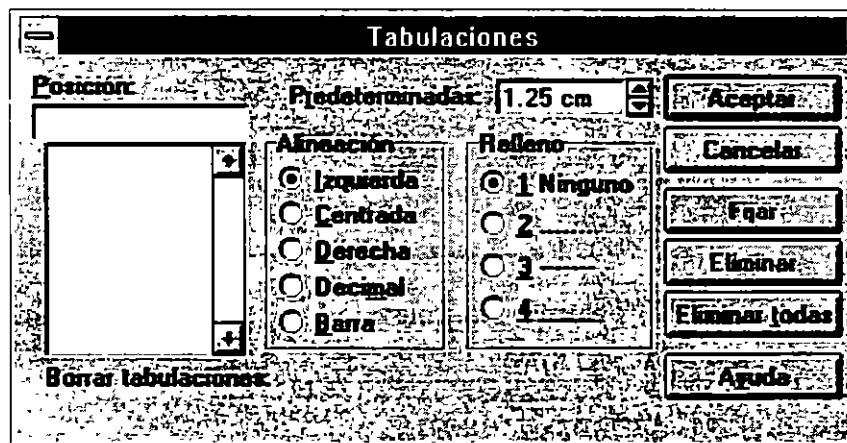 Tabulaciones
Posición:
Predeterminadas: 1.25 cm
Alineación
Izquierda
Centrada
Derecha
Decimal
Barra
Relleno
1 Ninguno
2 ........
3 -----
4 ______
Borrar tabulaciones:
Aceptar
Cancelar
Fijar
Eliminar
Eliminar todas
Ayuda